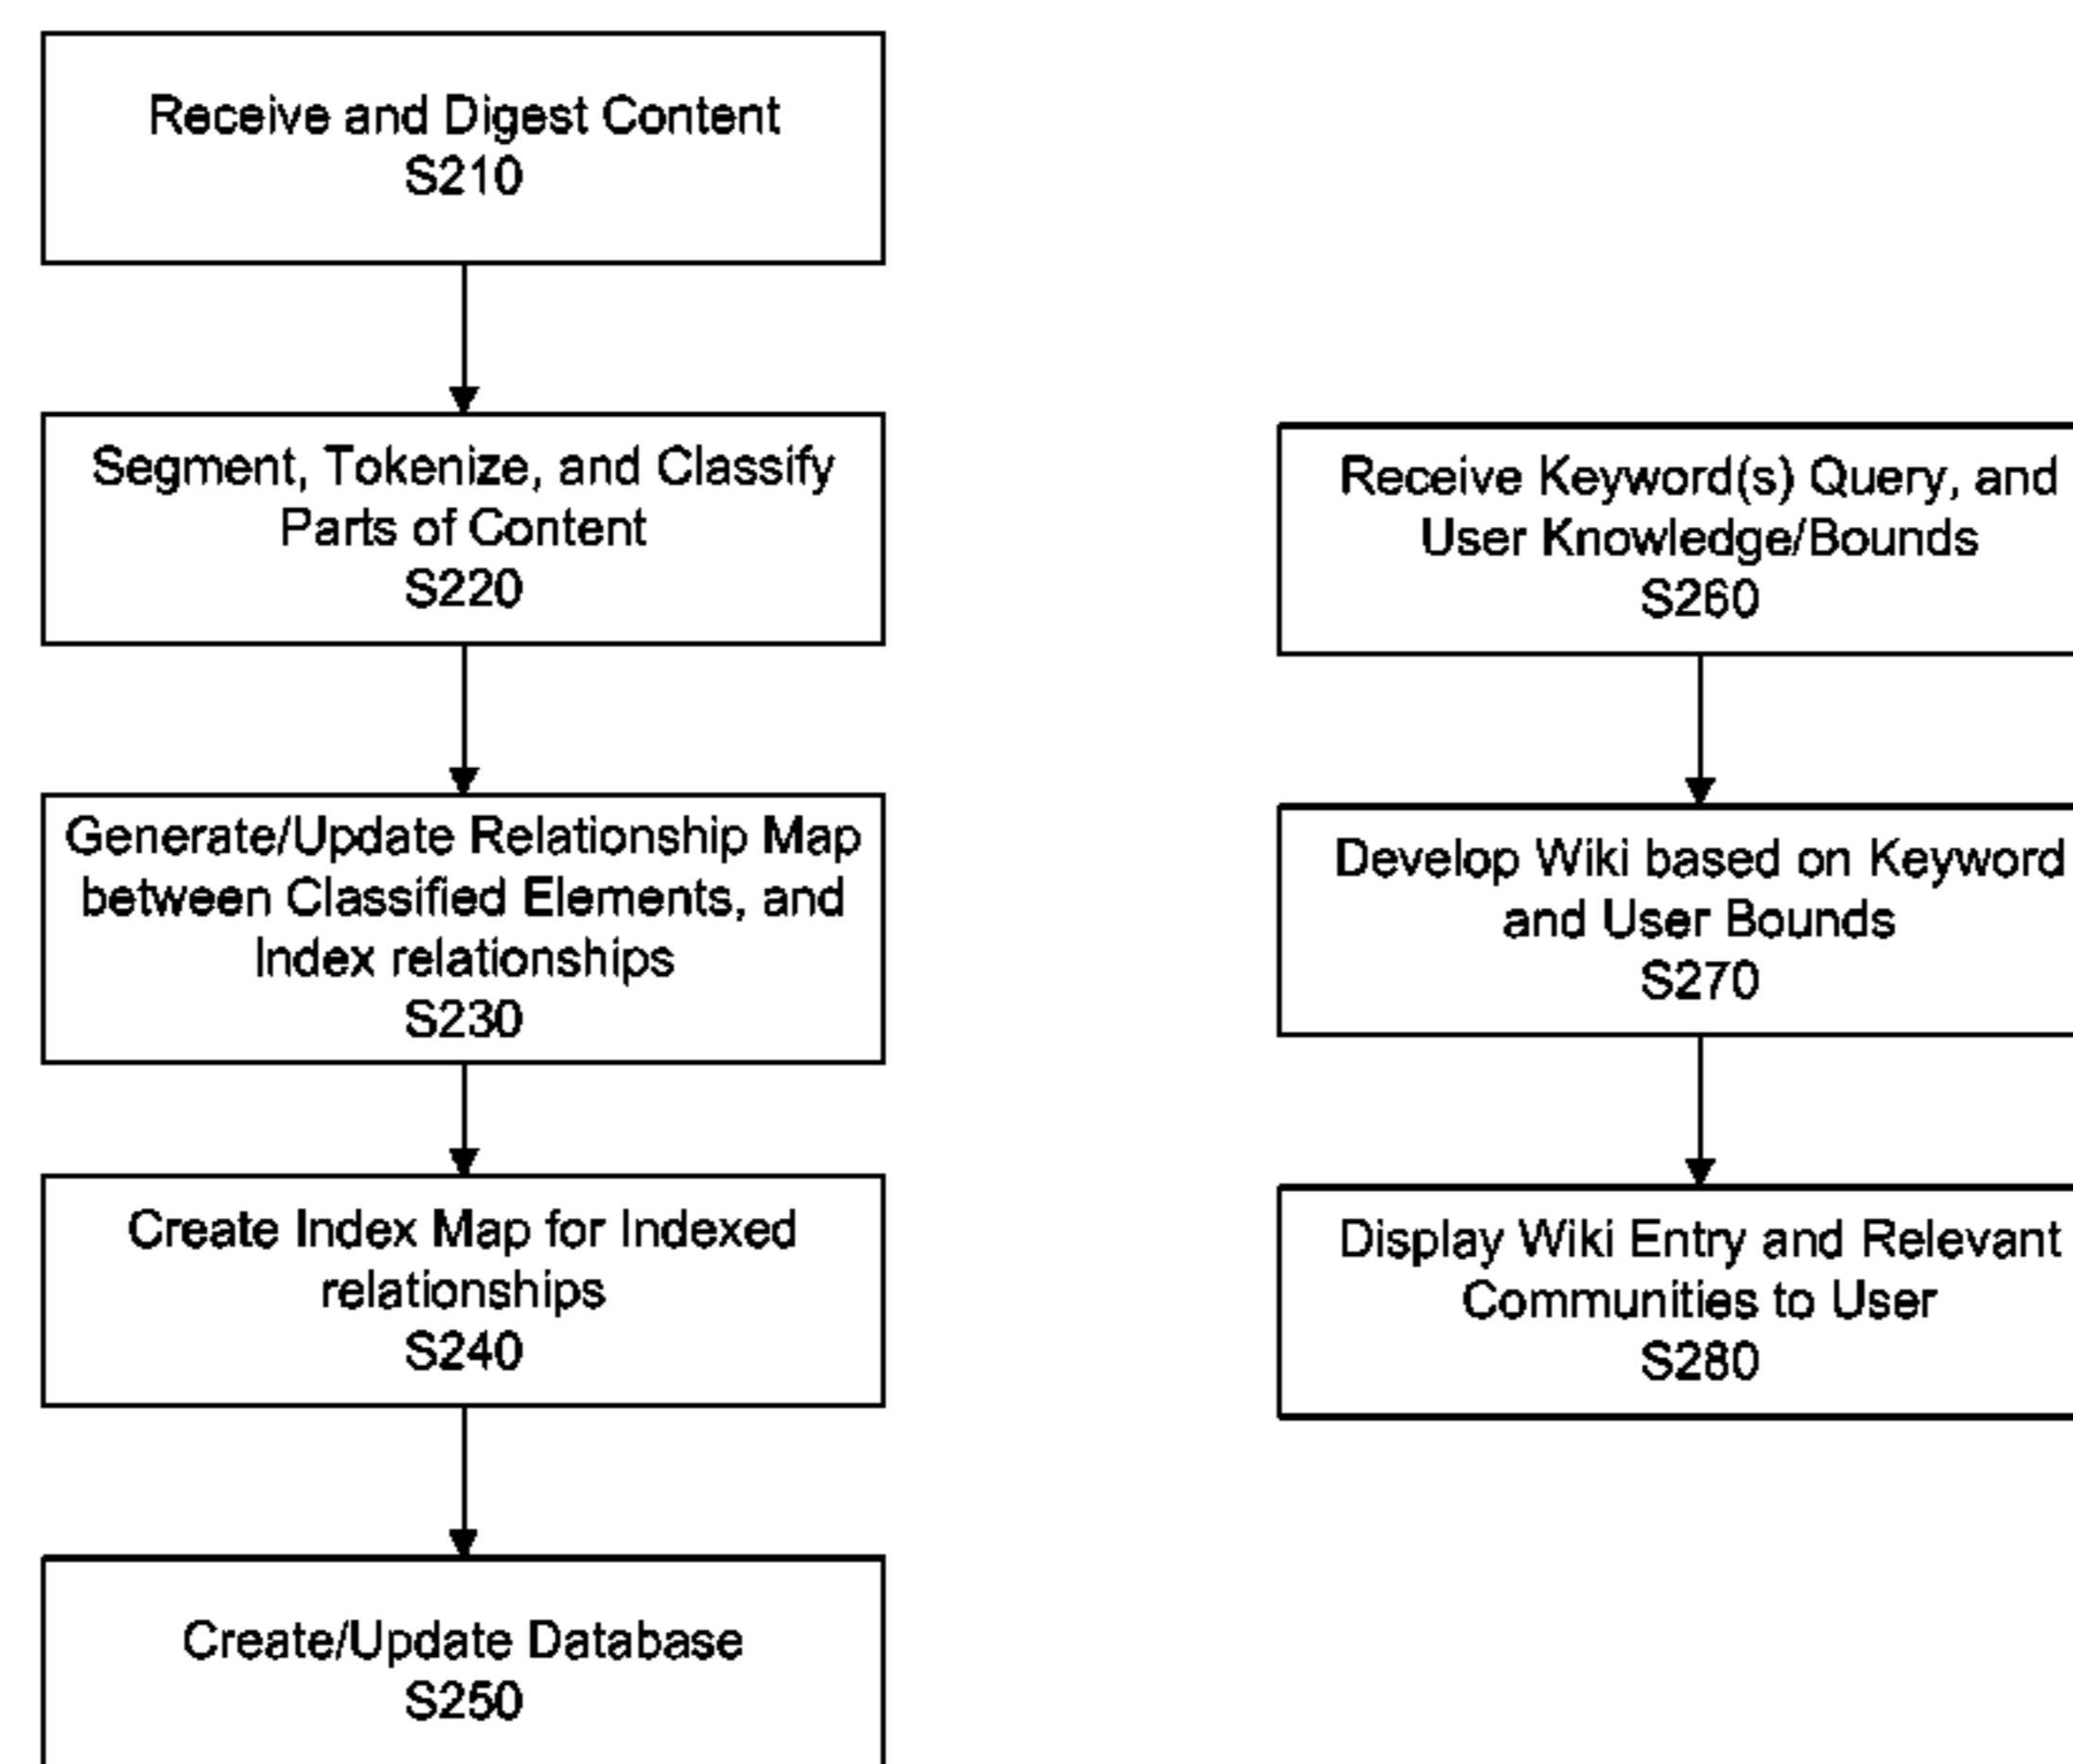 Receive and Digest Content
S210
Segment, Tokenize, and Classify
Parts of Content
S220
Generate/Update Relationship Map
between Classified Elements, and
Index relationships
S230
Create Index Map for Indexed
relationships
S240
Create/Update Database
S250
Receive Keyword(s) Query, and
User Knowledge/Bounds
S260
Develop Wiki based on Keyword
and User Bounds
S270
Display Wiki Entry and Relevant
Communities to User
S280